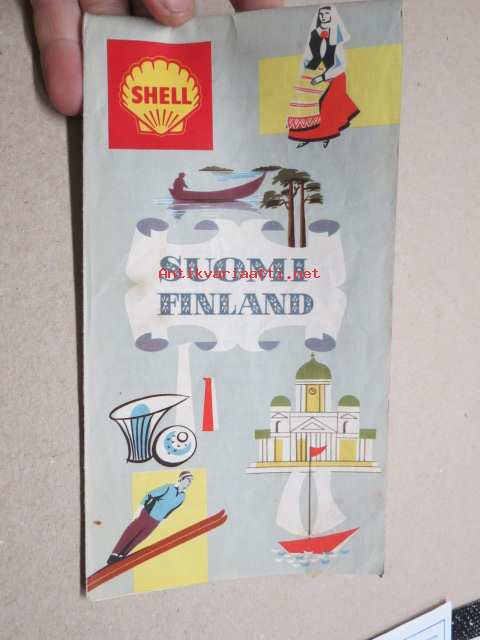 SHELL
SUOMI
Antikvariaatti.net
FINLAND